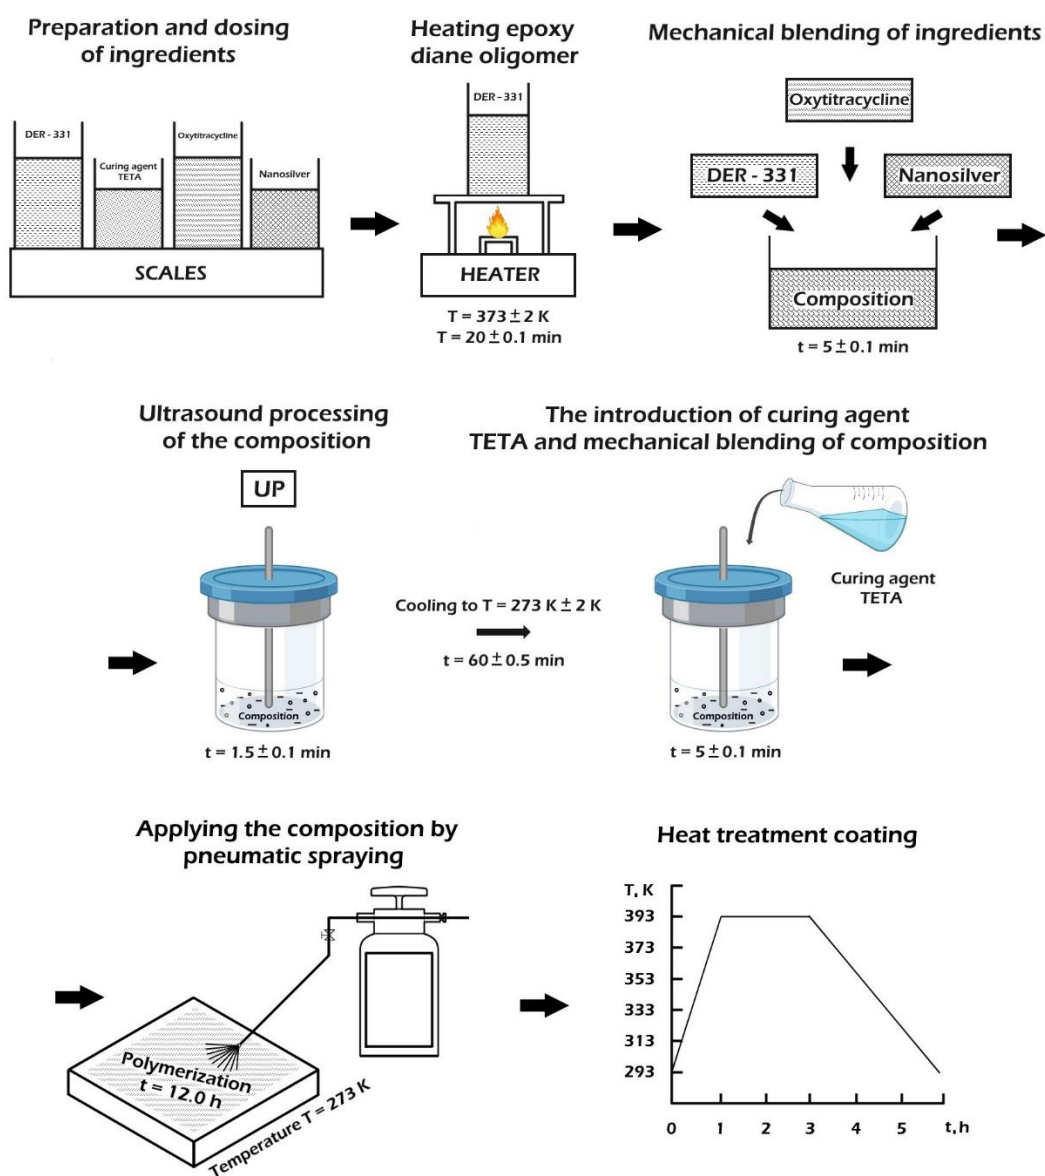 Preparation and dosing
of ingredients
DER - 331
Curing agent
TETA
Oxytitracycline
Nanosilver
SCALES
Heating epoxy
diane oligomer
DER - 331
HEATER
T = 373 ± 2 K
T = 20 ± 0.1 min
Mechanical blending of ingredients
Oxytitracycline
DER - 331
Nanosilver
Composition
t = 5 ± 0.1 min
Ultrasound processing
of the composition
UP
Composition
t = 1.5 ± 0.1 min
Cooling to T = 273 K ± 2 K
t = 60 ± 0.5 min
The introduction of curing agent
TETA and mechanical blending of composition
Curing agent
TETA
Composition
t = 5 ± 0.1 min
Applying the composition by
pneumatic spraying
Polymerization
t = 12.0 h
Temperature T = 273 K
Heat treatment coating
T, K
393
373
353
333
313
293
0 1 2 3 4 5 t, h